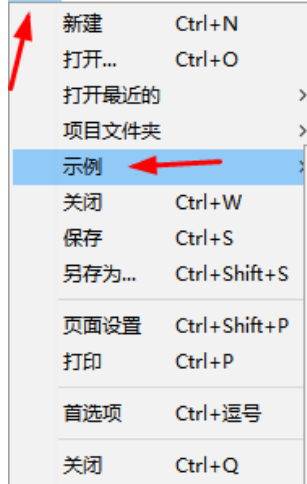 新建 Ctrl+N
打开... Ctrl+O
打开最近的
项目文件夹
示例
关闭 Ctrl+W
保存 Ctrl+S
另存为... Ctrl+Shift+S
页面设置 Ctrl+Shift+P
打印 Ctrl+P
首选项 Ctrl+逗号
关闭 Ctrl+Q